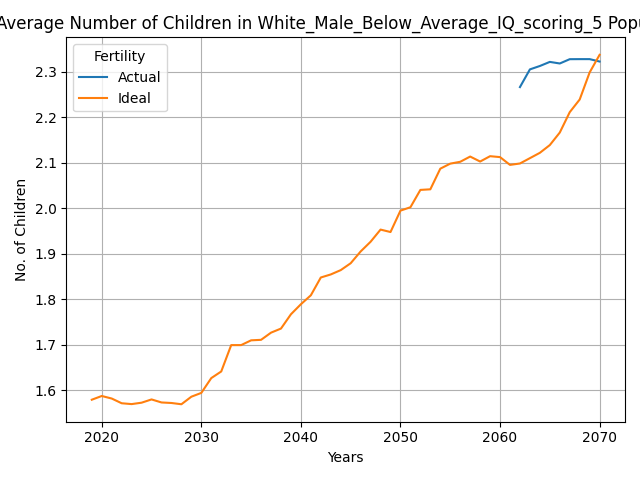 Average Number of Children in White_Male_Below_Average_IQ_scoring_5 Popu
Fertility
Actual
Ideal
No. of Children
2.3
2.2
2.1
2.0
1.9
1.8
1.7
1.6
2020 2030 2040 2050 2060 2070
Years